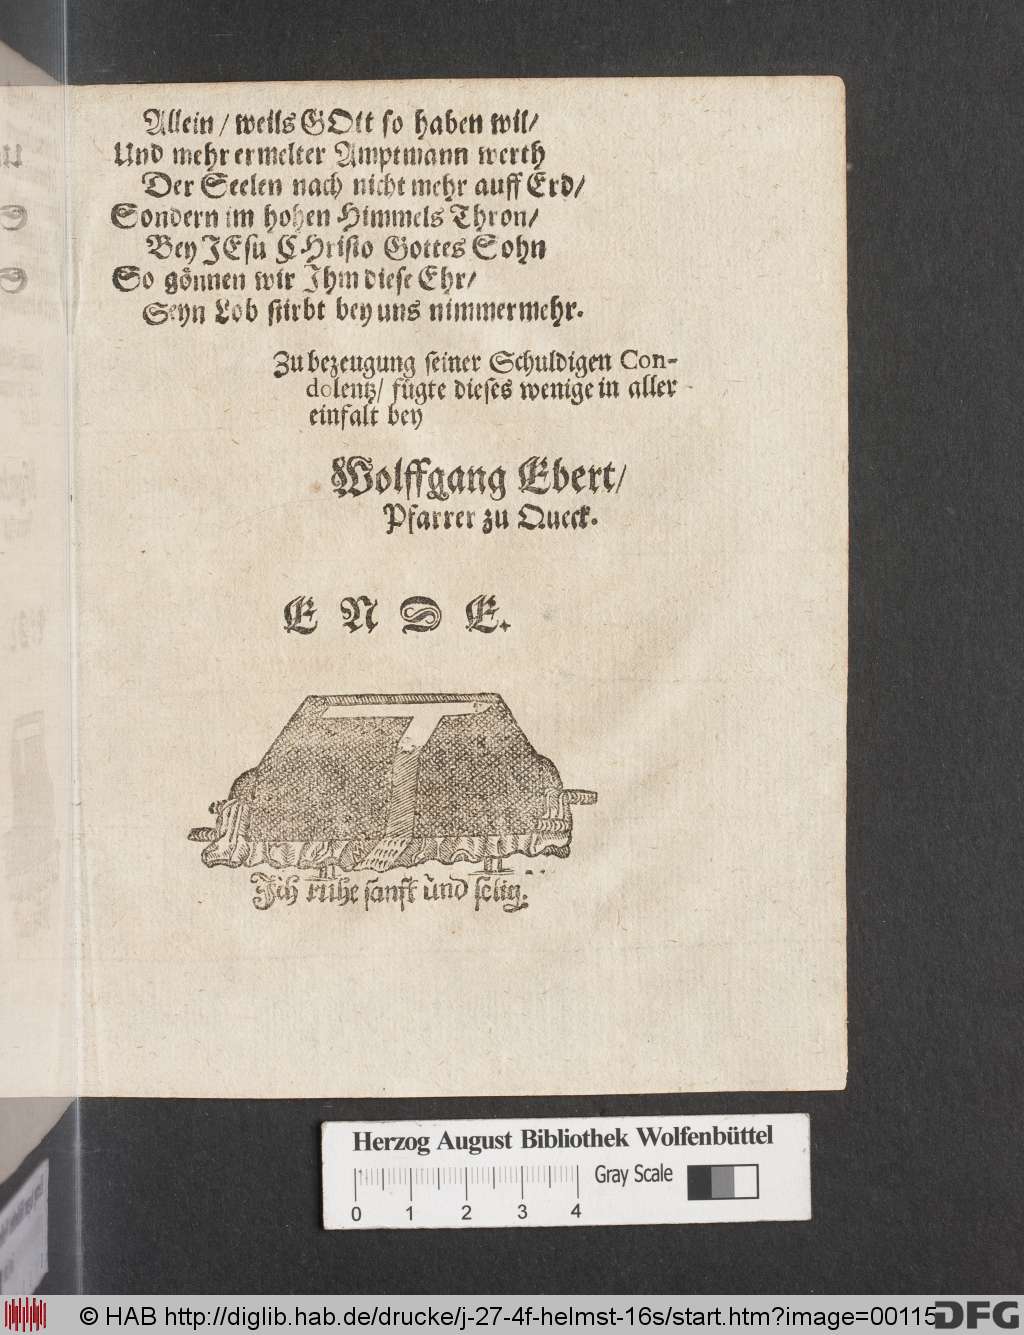 Allein / weils GOtt so haben wil/
Und mehr ermelter Amptmann werth
Der Seelen nach nicht mehr auff Erd/
Sondern im hohen Himmels Thron/
Bey JEsu CHristo Gottes Sohn
So gönnen wir Ihm diese Ehr/
Seyn Lob stirbt bey uns nimmermehr.
Zu bezeugung seiner Schuldigen Con-
dolentz/ fügte dieses wenige in aller
einfalt bey
Wolffgang Ebert/
Pfarrer zu Queck.
ENDE.
Ich ruhe sanfft und selig.
Herzog August Bibliothek Wolfenbüttel
Gray Scale
0 1 2 3 4
© HAB http://diglib.hab.de/drucke/j-27-4f-helmst-16s/start.htm?image=00115
DFG